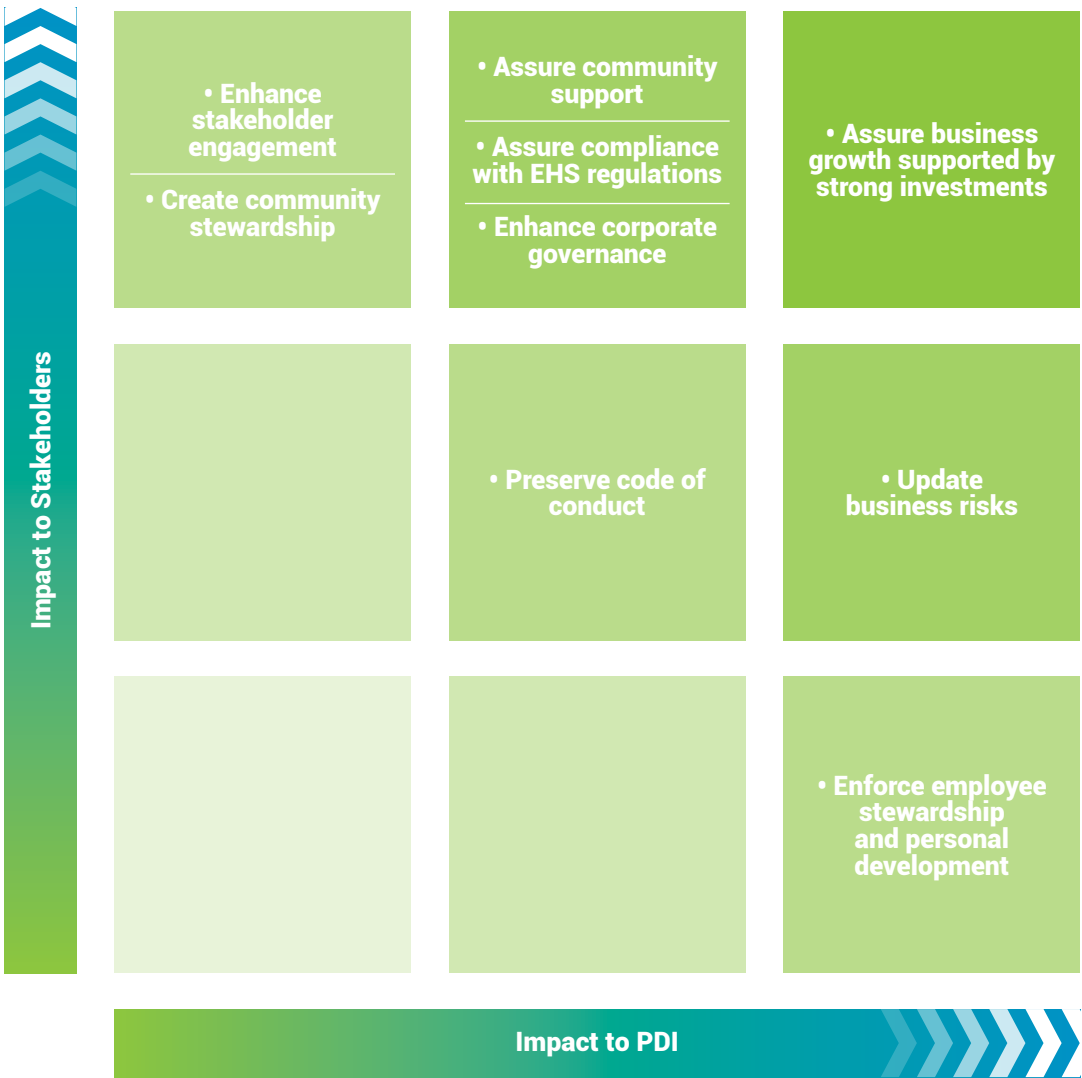 • Enhance
stakeholder
engagement
• Create community
stewardship
• Assure community
support
• Assure compliance
with EHS regulations
• Enhance corporate
governance
• Assure business
growth supported by
strong investments
Impact to Stakeholders
• Preserve code of
conduct
• Update
business risks
• Enforce employee
stewardship
and personal
development
Impact to PDI